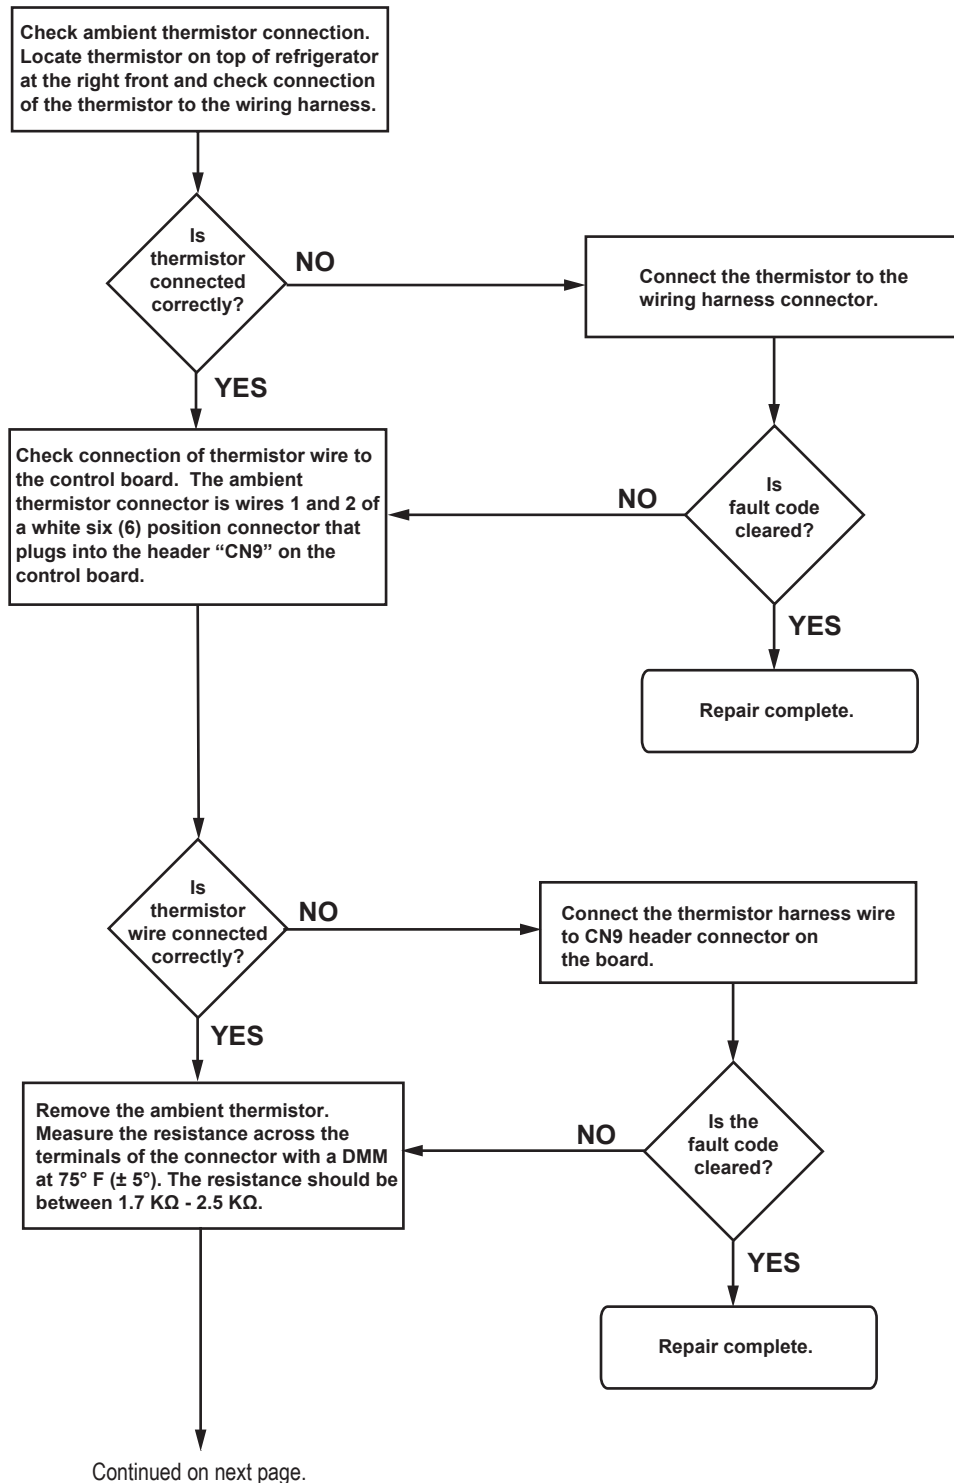 Check ambient thermistor connection.
Locate thermistor on top of refrigerator
at the right front and check connection
of the thermistor to the wiring harness.
Is
thermistor
connected
correctly?
NO
Connect the thermistor to the
wiring harness connector.
YES
Check connection of thermistor wire to
the control board.  The ambient
thermistor connector is wires 1 and 2 of
a white six (6) position connector that
plugs into the header “CN9” on the
control board.
NO
Is
fault code
cleared?
YES
Repair complete.
Is
thermistor
wire connected
correctly?
NO
Connect the thermistor harness wire
to CN9 header connector on
the board.
YES
Remove the ambient thermistor.
Measure the resistance across the
terminals of the connector with a DMM
at 75° F (± 5°). The resistance should be
between 1.7 KΩ - 2.5 KΩ.
NO
Is the
fault code
cleared?
YES
Repair complete.
Continued on next page.